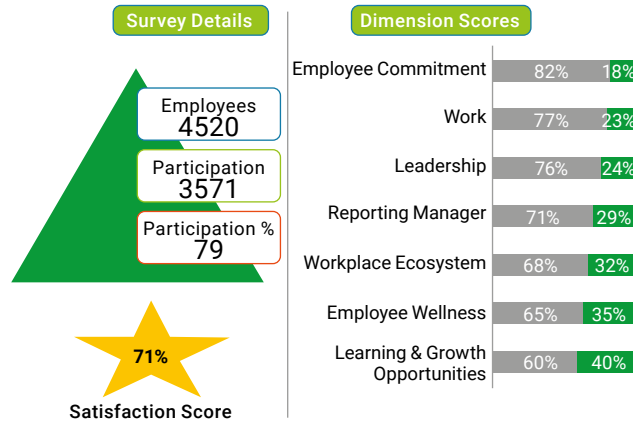 Survey Details
Employees
4520
Participation
3571
Participation %
79
71%
Satisfaction Score
Dimension Scores
Employee Commitment
82% 18%
Work
77% 23%
Leadership
76% 24%
Reporting Manager
71% 29%
Workplace Ecosystem
68% 32%
Employee Wellness
65% 35%
Learning & Growth
Opportunities
60% 40%